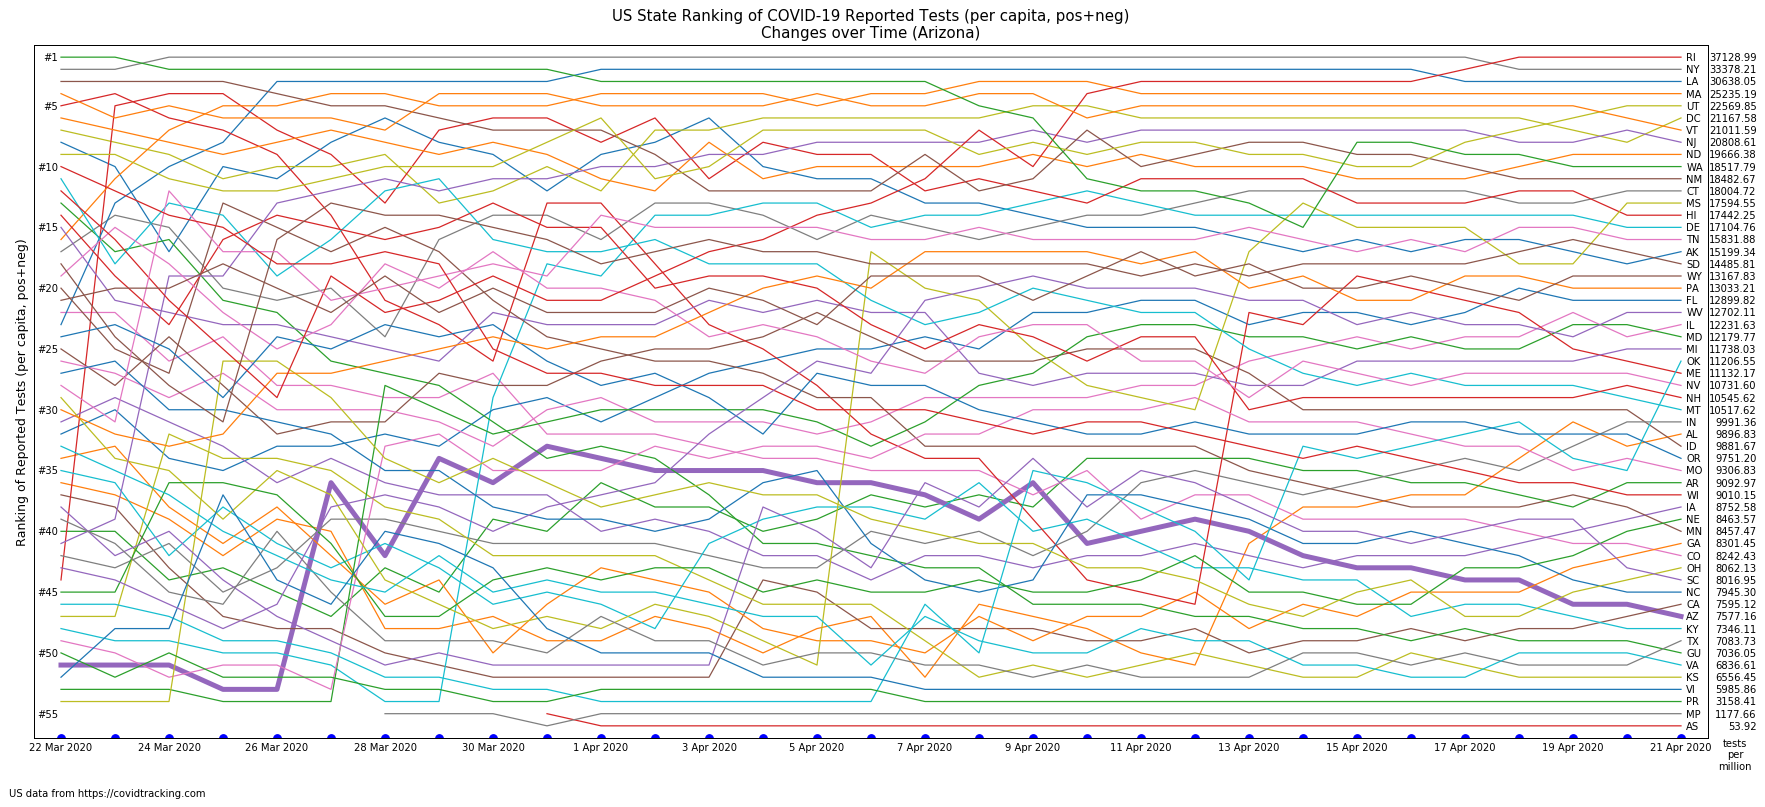 US State Ranking of COVID-19 Reported Tests (per capita, pos+neg)
Changes over Time (Arizona)
Ranking of Reported Tests (per capita, pos+neg)
#1
#5
#10
#15
#20
#25
#30
#35
#40
#45
#50
#55
RI 37128.99
NY 33378.21
LA 30638.05
MA 25235.19
UT 22569.85
DC 21167.58
VT 21011.59
NJ 20808.61
ND 19666.38
WA 18517.79
NM 18482.67
CT 18004.72
MS 17594.55
HI 17442.25
DE 17104.76
TN 15831.88
AK 15199.34
SD 14485.81
WY 13167.83
PA 13033.21
FL 12899.82
WV 12702.11
IL 12231.63
MD 12179.77
MI 11738.03
OK 11206.55
ME 11132.17
NV 10731.60
NH 10545.62
MT 10517.62
IN 9991.36
AL 9896.83
ID 9881.67
OR 9751.20
MO 9306.83
AR 9092.97
WI 9010.15
IA 8752.58
NE 8463.57
MN 8457.47
GA 8301.45
CO 8242.43
OH 8062.13
SC 8016.95
NC 7945.30
CA 7595.12
AZ 7577.16
KY 7346.11
TX 7083.73
GU 7036.05
VA 6836.61
KS 6556.45
VI 5985.86
PR 3158.41
MP 1177.66
AS 53.92
22 Mar 2020 24 Mar 2020 26 Mar 2020 28 Mar 2020 30 Mar 2020 1 Apr 2020 3 Apr 2020 5 Apr 2020 7 Apr 2020 9 Apr 2020 11 Apr 2020 13 Apr 2020 15 Apr 2020 17 Apr 2020 19 Apr 2020 21 Apr 2020
tests
per
million
US data from https://covidtracking.com